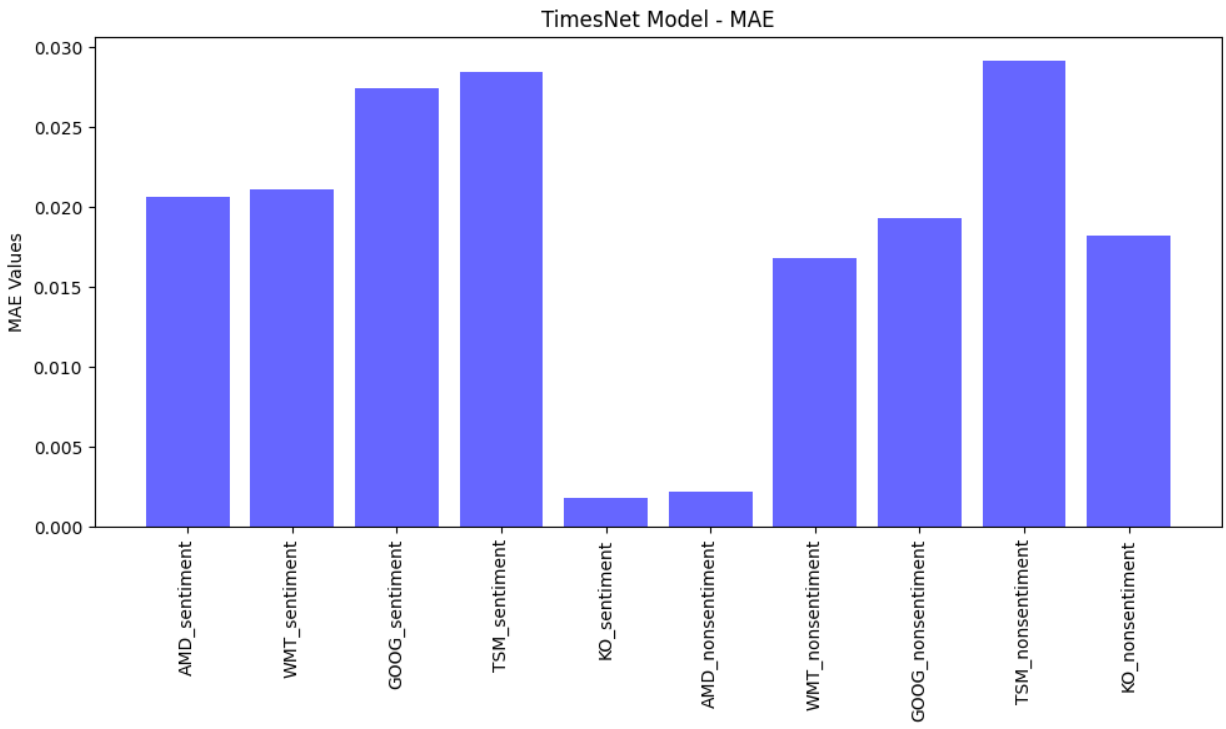 TimesNet Model - MAE
MAE Values
0.030
0.025
0.020
0.015
0.010
0.005
0.000
AMD_sentiment
WMT_sentiment
GOOG_sentiment
TSM_sentiment
KO_sentiment
AMD_nonsentiment
WMT_nonsentiment
GOOG_nonsentiment
TSM_nonsentiment
KO_nonsentiment